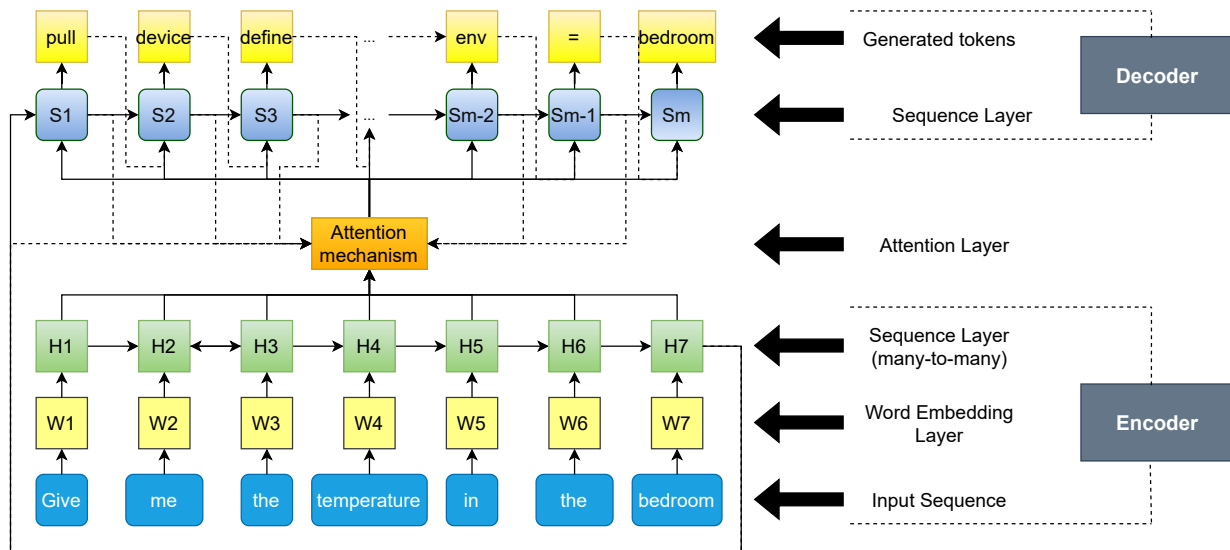 pull device define ... env = bedroom Generated tokens
Decoder
S1 S2 S3 ... Sm-2 Sm-1 Sm Sequence Layer
Attention
mechanism
Attention Layer
H1 H2 H3 H4 H5 H6 H7 Sequence Layer
(many-to-many)
W1 W2 W3 W4 W5 W6 W7 Word Embedding
Layer
Encoder
Give me the temperature in the bedroom Input Sequence